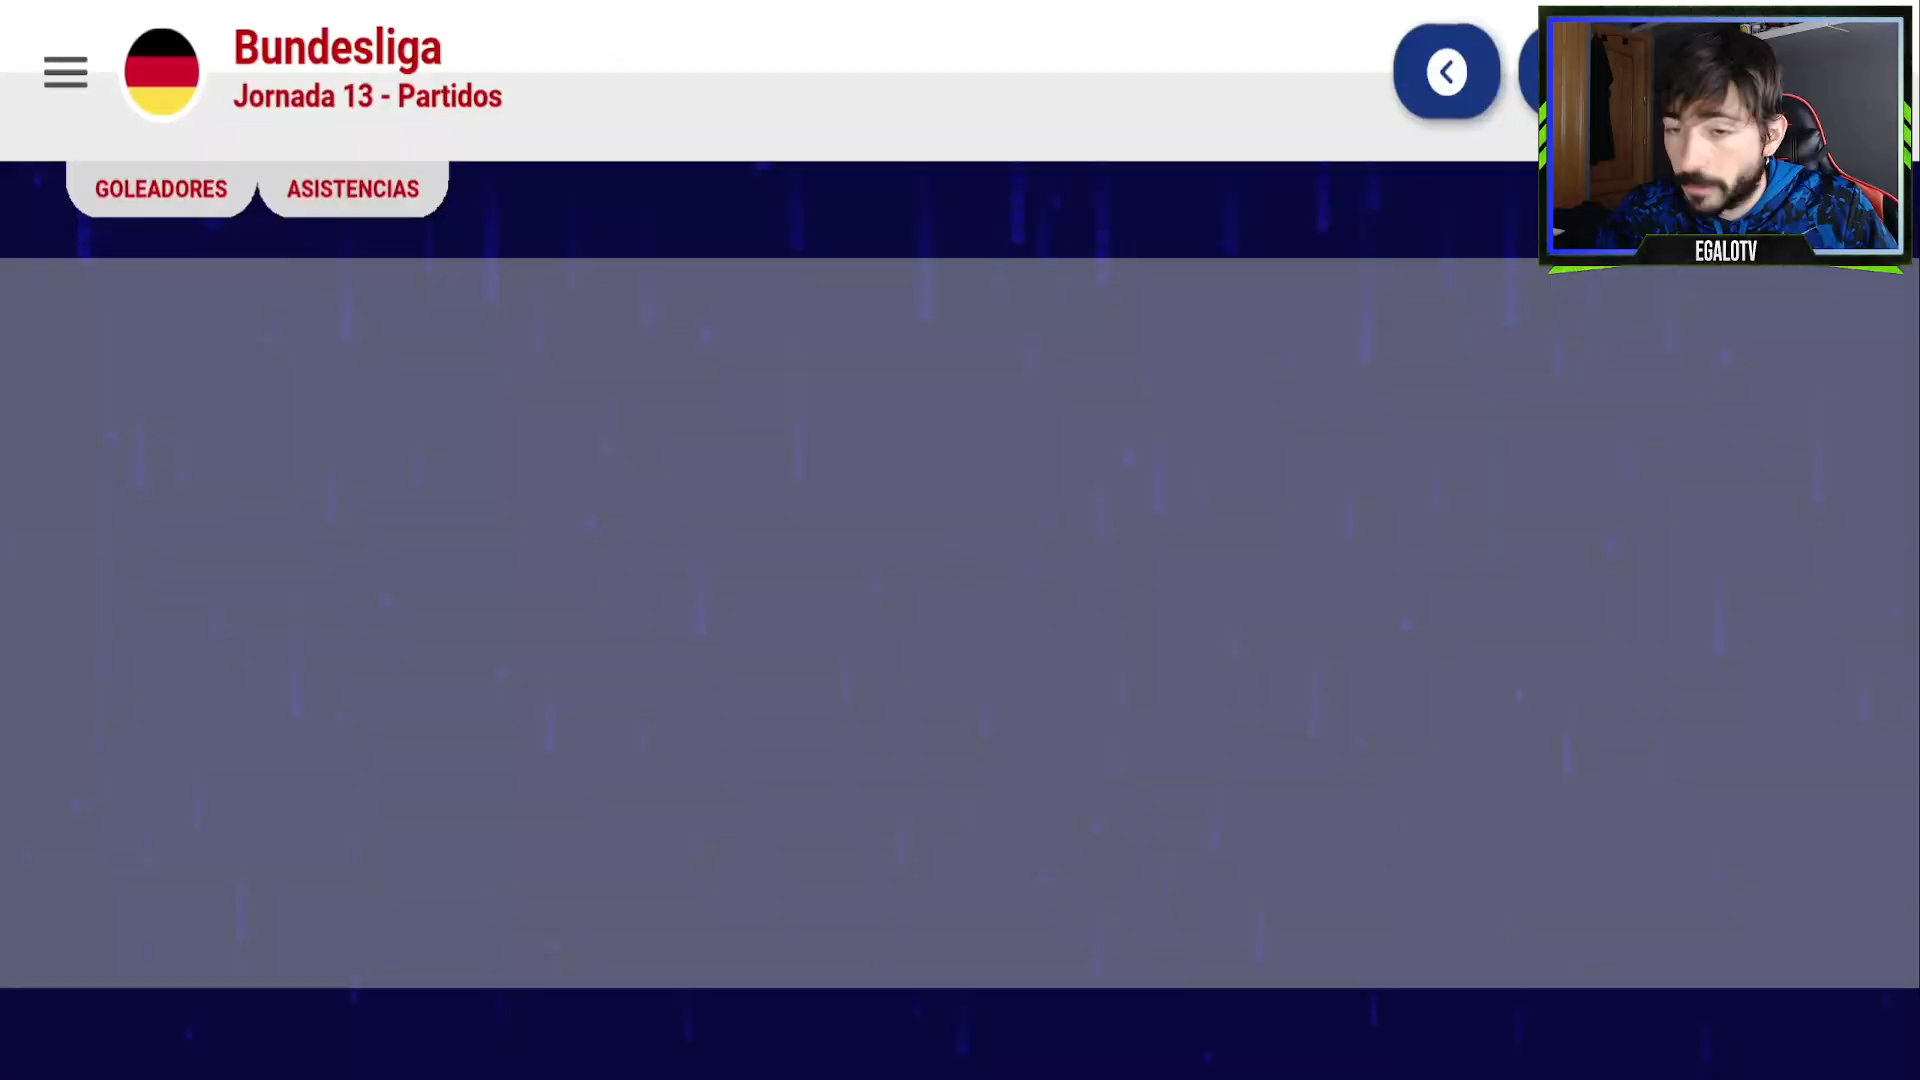 Bundesliga
Jornada 13 - Partidos
GOLEADORES
ASISTENCIAS
EGALOTV